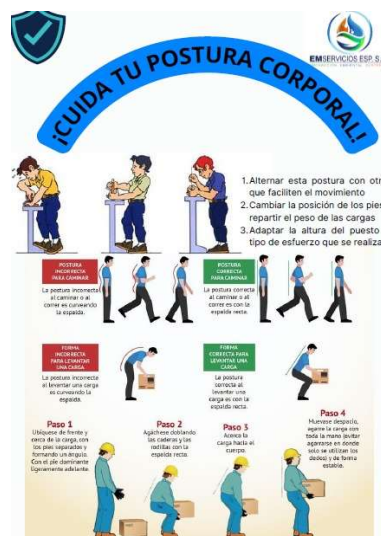 EMSERVICIOS ESP. S.
¡CUIDA TU POSTURA CORPORAL!
1. Alternar esta postura con otr
que faciliten el movimiento
2. Cambiar la posición de los pies
repartir el peso de las cargas
3. Adaptar la altura del puesto
tipo de esfuerzo que se realiza
POSTURA
INCORRECTA
PARA CAMINAR
La postura incorrecta
al caminar o al
correr es curveando
la espalda.
POSTURA
CORRECTA
PARA CAMINAR
La postura correcta
al caminar o al
correr es con la
espalda recta.
FORMA
INCORRECTA
PARA LEVANTAR
UNA CARGA
La postura incorrecta
al levantar una carga
es curveando la
espalda.
FORMA
CORRECTA PARA
LEVANTAR UNA
CARGA
La postura
correcta al
levantar una
carga es con la
espalda recta.
Paso 1
Ubíquese de frente y
cerca de la carga, con
los pies separados y
formando un ángulo.
Con el pie dominante
ligeramente adelante.
Paso 2
Agáchese doblando
las caderas y las
rodillas con la
espalda recta.
Paso 3
Acerca la
carga hacia el
cuerpo.
Paso 4
Muevase despacio,
agarre la carga con
toda la mano (evitar
agarrarse en donde
solo se utilizan los
dedos) y de forma
estable.